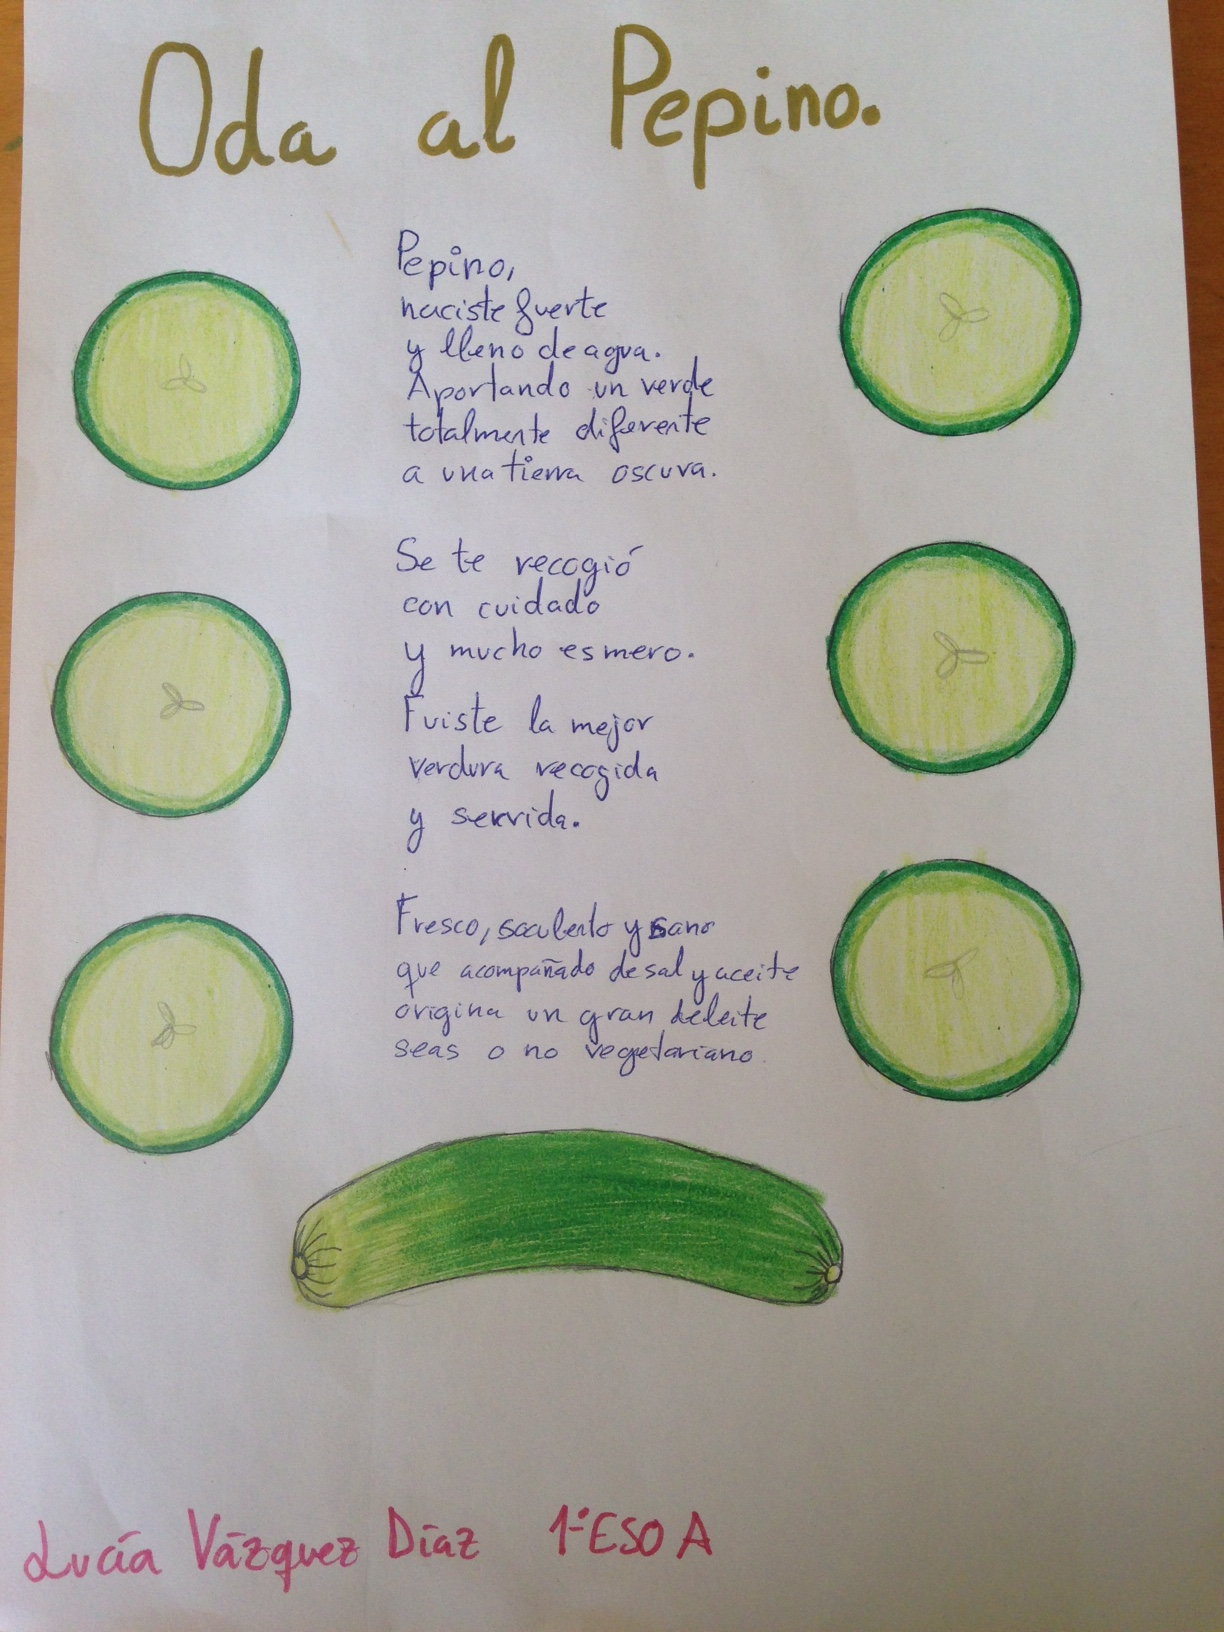 Oda al Pepino.
Pepino,
naciste fuerte
y lleno de agua.
Aportando un verde
totalmente diferente
a una tierra oscura.
Se te recogió
con cuidado
y mucho esmero.
Fuiste la mejor
verdura recogida
y servida.
Fresco, suculento y sano
que acompañado de sal y aceite
origina un gran deleite
seas o no vegetariano.
Lucía Vázquez Díaz 1ºESO A